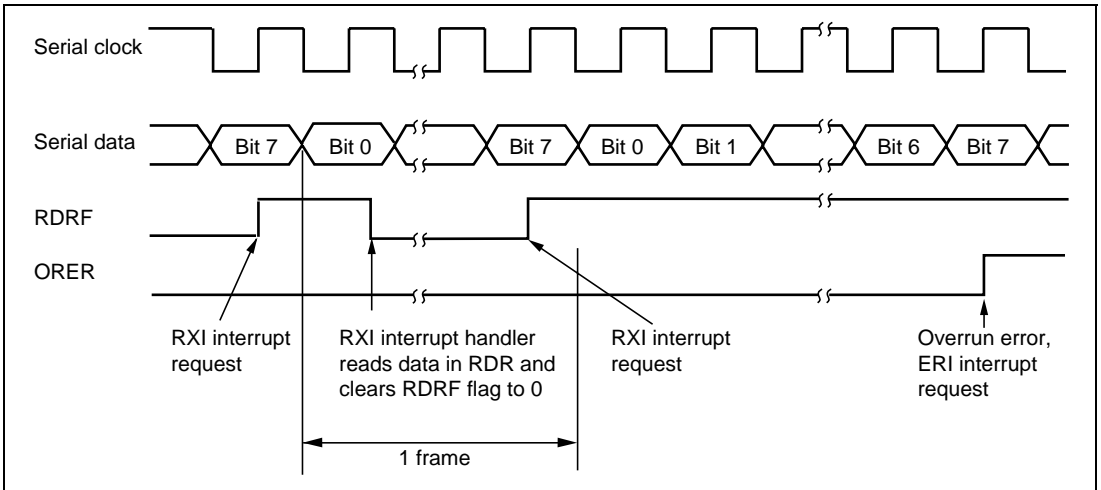 Serial clock
Serial data
Bit 7
Bit 0
Bit 7
Bit 0
Bit 1
Bit 6
Bit 7
RDRF
ORER
RXI interrupt
request
RXI interrupt handler
reads data in RDR and
clears RDRF flag to 0
RXI interrupt
request
Overrun error,
ERI interrupt
request
1 frame